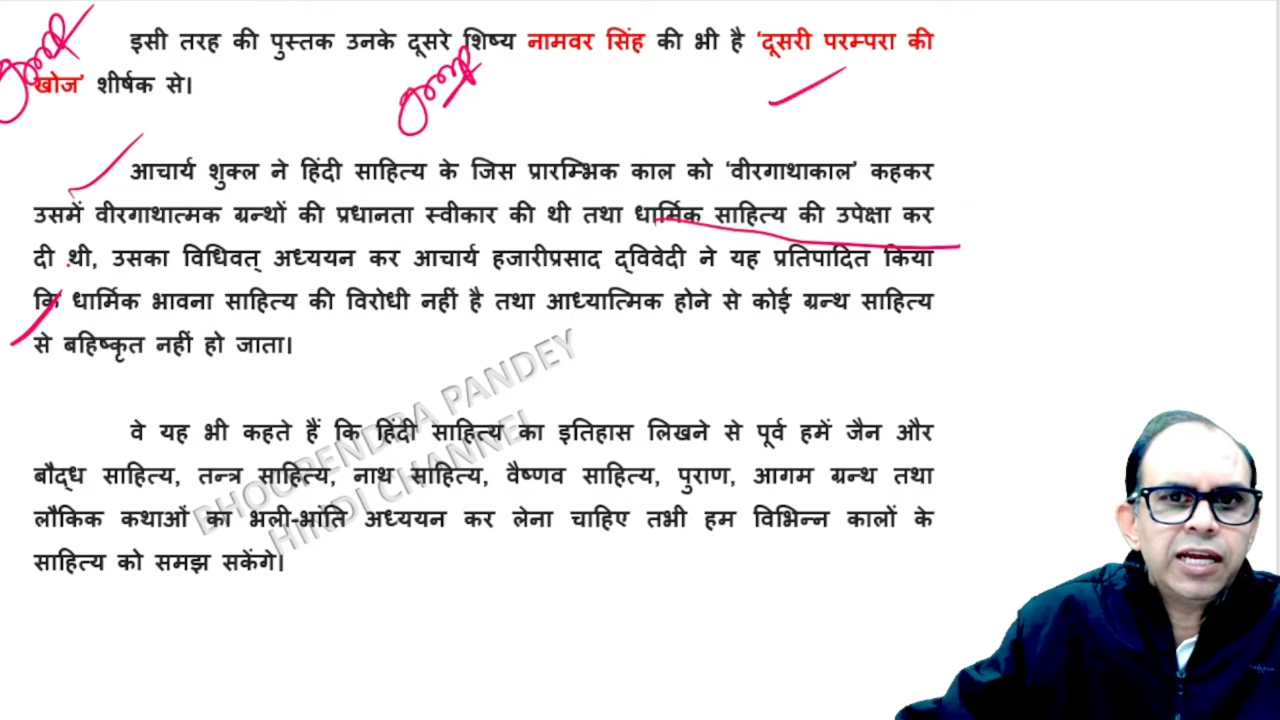 इसी तरह की पुस्तक उनके दूसरे शिष्य नामवर सिंह की भी है 'दूसरी परम्परा की
खोज' शीर्षक से।
आचार्य शुक्ल ने हिंदी साहित्य के जिस प्रारम्भिक काल को 'वीरगाथाकाल' कहकर
उसमें वीरगाथात्मक ग्रन्थों की प्रधानता स्वीकार की थी तथा धार्मिक साहित्य की उपेक्षा कर
दी थी, उसका विधिवत् अध्ययन कर आचार्य हजारीप्रसाद द्विवेदी ने यह प्रतिपादित किया
कि धार्मिक भावना साहित्य की विरोधी नहीं है तथा आध्यात्मिक होने से कोई ग्रन्थ साहित्य
से बहिष्कृत नहीं हो जाता।
वे यह भी कहते हैं कि हिंदी साहित्य का इतिहास लिखने से पूर्व हमें जैन और
बौद्ध साहित्य, तन्त्र साहित्य, नाथ साहित्य, वैष्णव साहित्य, पुराण, आगम ग्रन्थ तथा
लौकिक कथाओं का भली-भांति अध्ययन कर लेना चाहिए तभी हम विभिन्न कालों के
साहित्य को समझ सकेंगे।
BHOOPENDRA PANDEY
HINDI CHANNEL